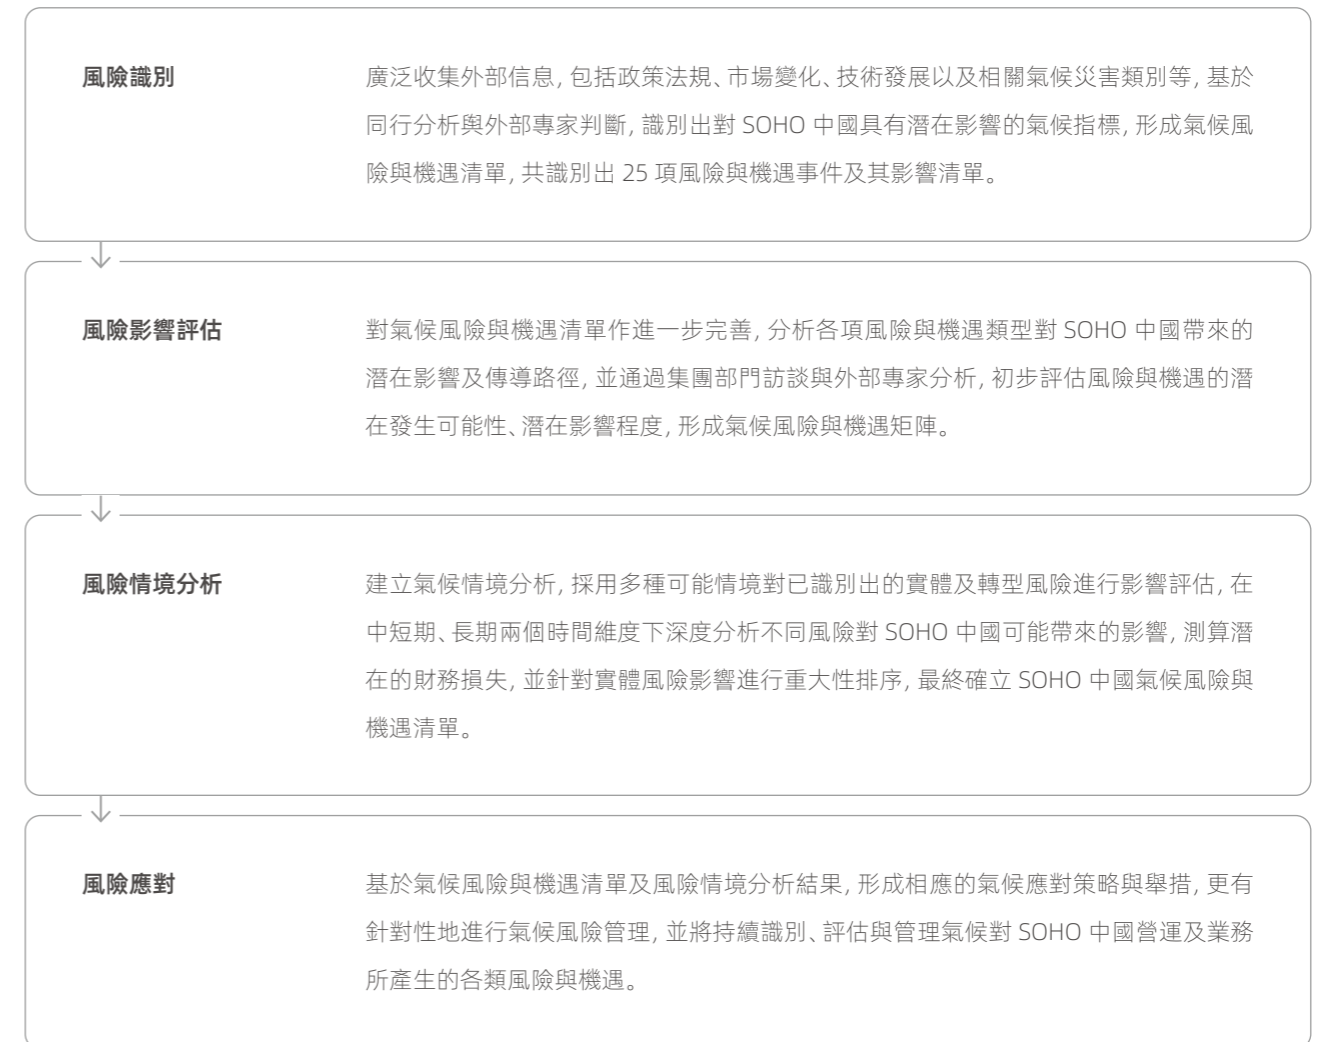 風險識別
廣泛收集外部信息,包括政策法規、市場變化、技術發展以及相關氣候災害類別等,基於
同行分析與外部專家判斷,識別出對 SOHO 中國具有潛在影響的氣候指標,形成氣候風
險與機遇清單,共識別出 25 項風險與機遇事件及其影響清單。
風險影響評估
對氣候風險與機遇清單作進一步完善,分析各項風險與機遇類型對 SOHO 中國帶來的
潛在影響及傳導路徑,並通過集團部門訪談與外部專家分析,初步評估風險與機遇的潛
在發生可能性、潛在影響程度,形成氣候風險與機遇矩陣。
風險情境分析
建立氣候情境分析,採用多種可能情境對已識別出的實體及轉型風險進行影響評估,在
中短期、長期兩個時間維度下深度分析不同風險對 SOHO 中國可能帶來的影響,測算潛
在的財務損失,並針對實體風險影響進行重大性排序,最終確立 SOHO 中國氣候風險與
機遇清單。
風險應對
基於氣候風險與機遇清單及風險情境分析結果,形成相應的氣候應對策略與舉措,更有
針對性地進行氣候風險管理,並將持續識別、評估與管理氣候對 SOHO 中國營運及業務
所產生的各類風險與機遇。